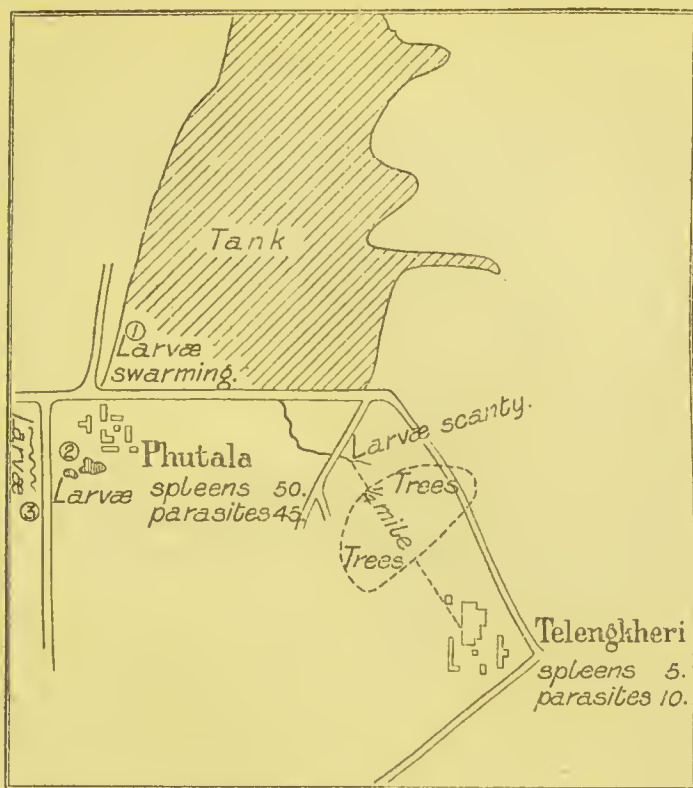 Tank
①
Larvæ
swarming.
Larvæ scanty.
Larvæ
③
②
Larvæ
Phutala
spleens 50.
parasites 45.
Trees
¼ mile
Trees
Telengkheri
spleens 5.
parasites 10.